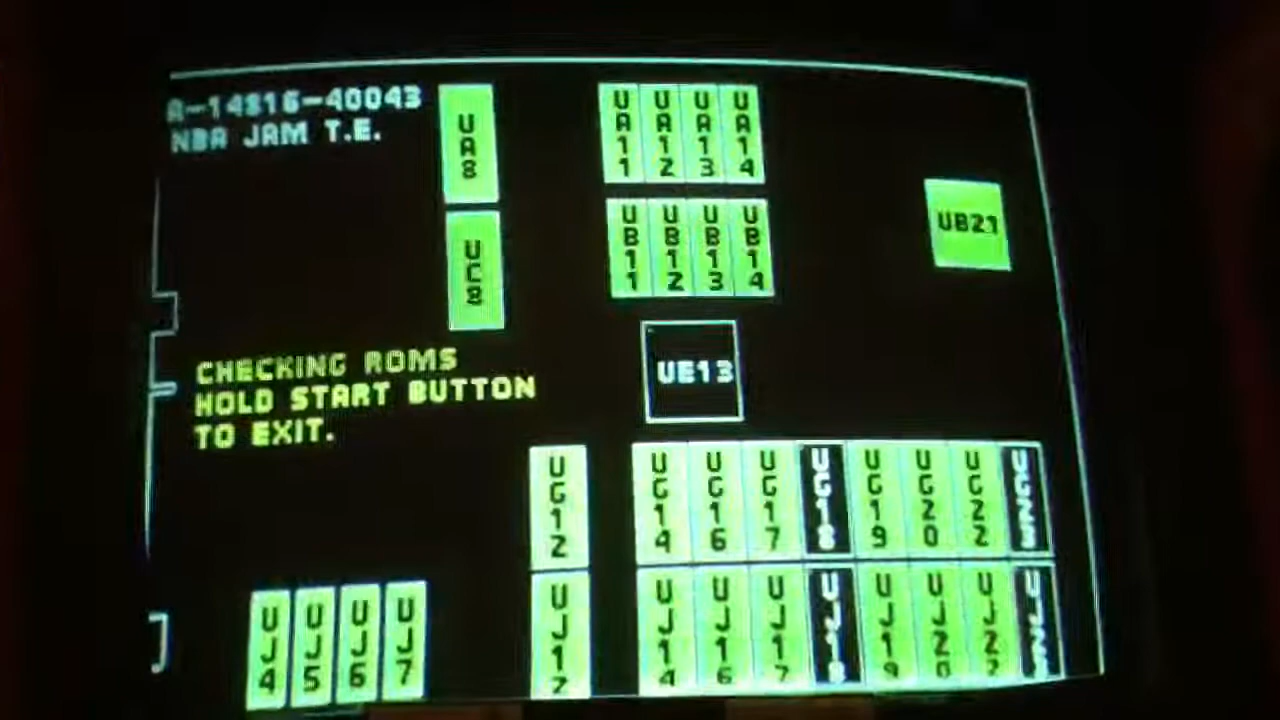 A-14816-40043
NBA JAM T.E.
UA8
UA11 UA12 UA13 UA14
UC8
UB11 UB12 UB13 UB14
UB21
CHECKING ROMS
HOLD START BUTTON
TO EXIT.
UE13
UG12
UG14 UG16 UG17 UG18 UG19 UG20 UG22 UG23
UJ4 UJ5 UJ6 UJ7
UJ12
UJ14 UJ16 UJ17 UJ18 UJ19 UJ20 UJ22 UJ23